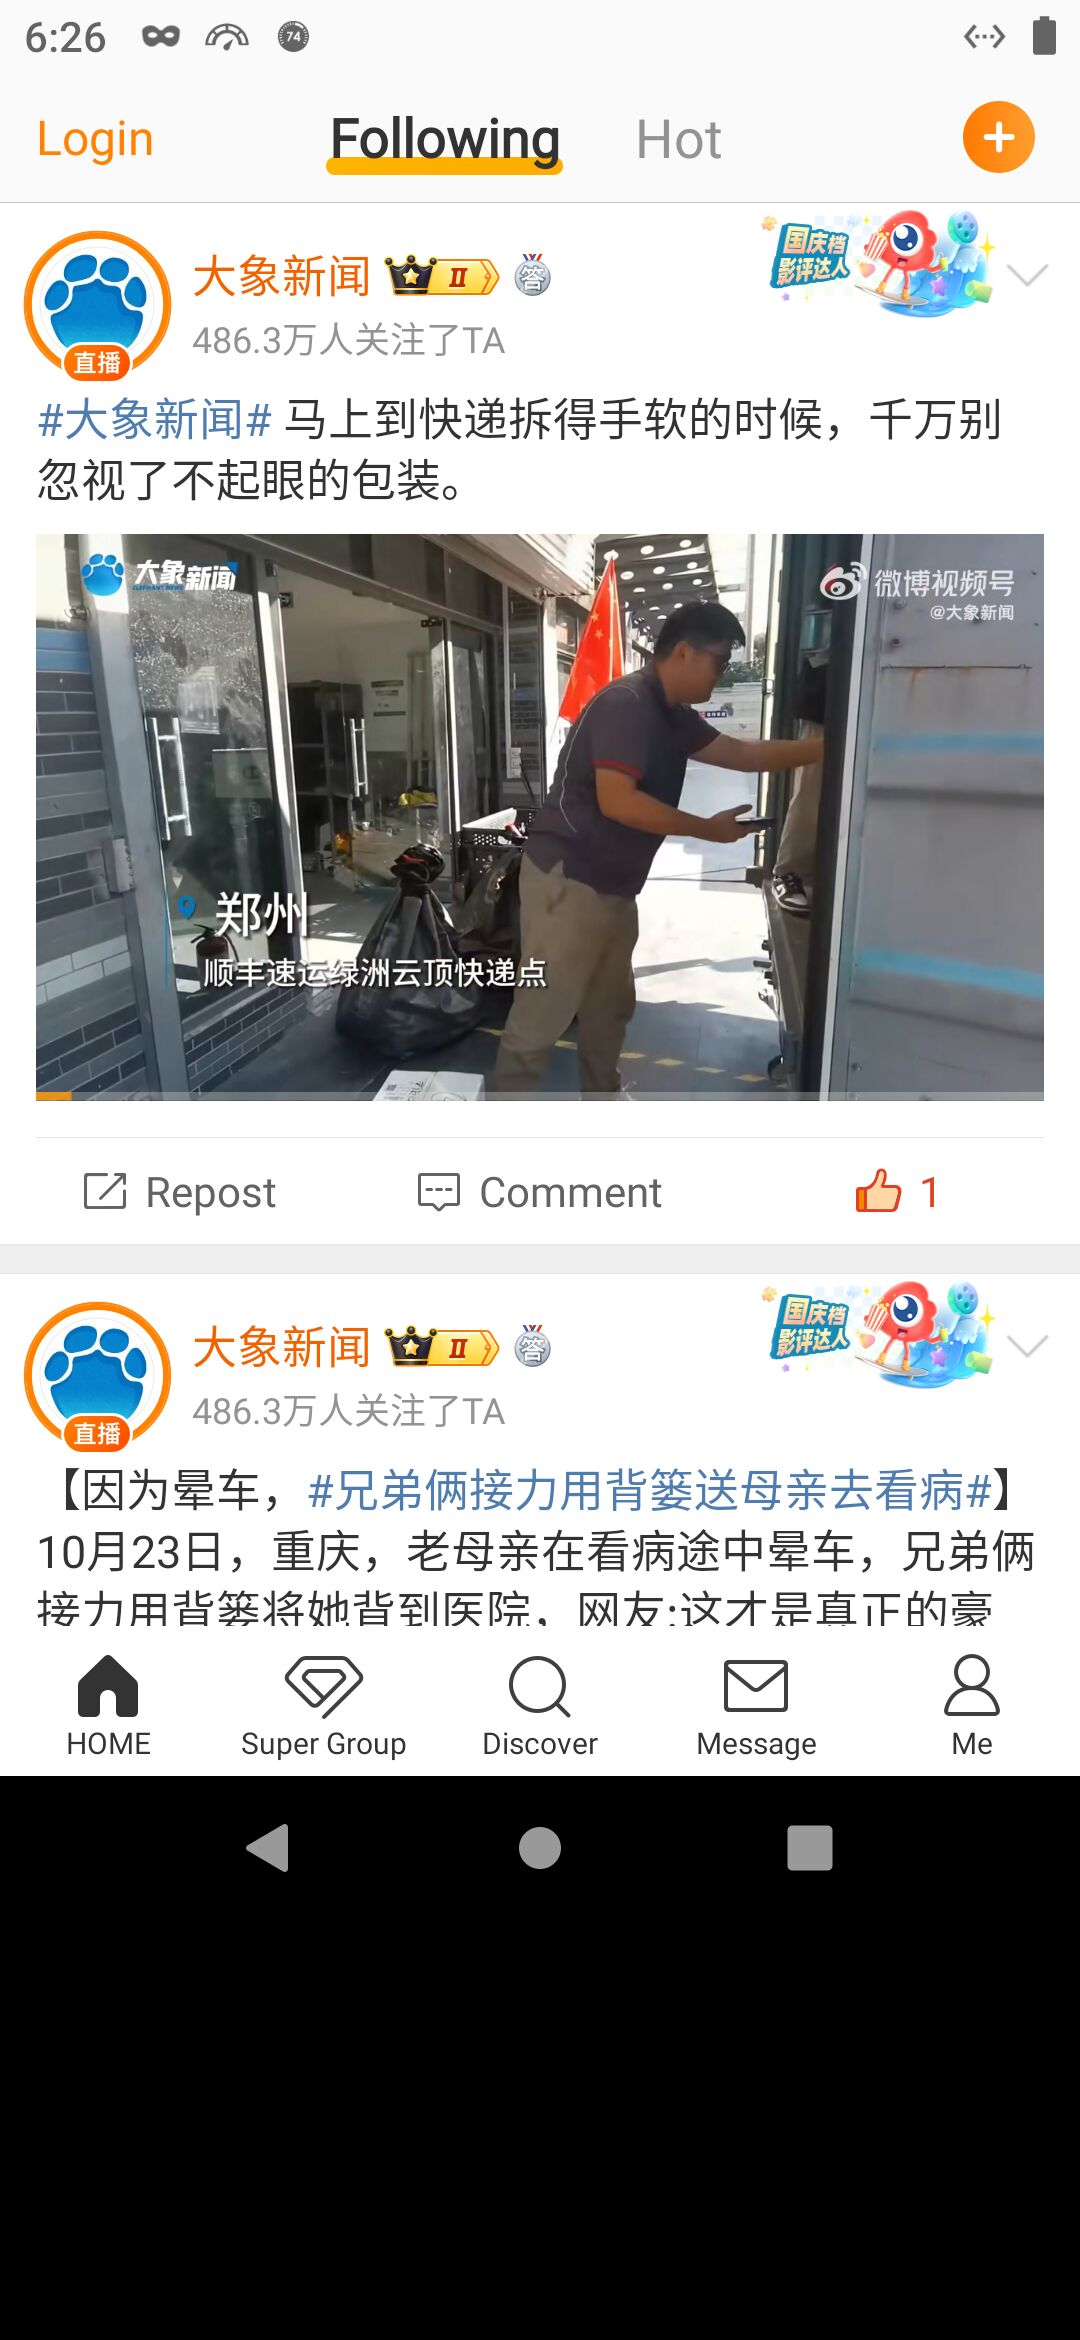 6:26
74
Login
Following
Hot
大象新闻
II
答
国庆档
影评达人
486.3万人关注了TA
直播
#大象新闻# 马上到快递拆得手软的时候，千万别
忽视了不起眼的包装。
大象新闻
ELEPHANT NEWS
微博视频号
@大象新闻
郑州
顺丰速运绿洲云顶快递点
Repost
Comment
1
大象新闻
II
答
国庆档
影评达人
486.3万人关注了TA
直播
【因为晕车，#兄弟俩接力用背篓送母亲去看病#】
10月23日，重庆，老母亲在看病途中晕车，兄弟俩
接力用背篓将她背到医院，网友:这才是真正的豪
HOME
Super Group
Discover
Message
Me